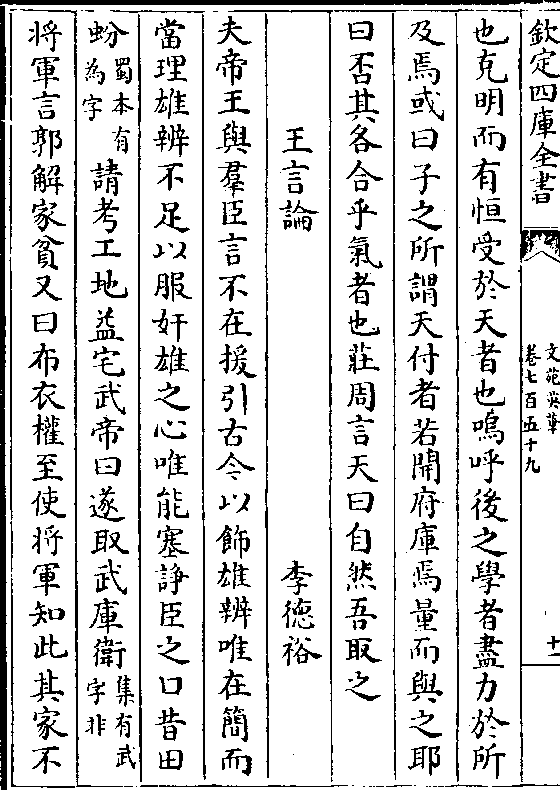 欽定四庫全書
文苑英華
卷七百五十九
十一
也克明而有恒受於天者也嗚呼後之學者盡力於所
及焉或曰子之所謂天付者若開府庫焉量而與之耶
曰否其各合乎氣者也莊周言天曰自然吾取之
王言論
李德裕
夫帝王與羣臣言不在援引古今以飾雄辨唯在簡而
當理雄辨不足以服奸雄之心唯能塞諍臣之口昔田
蚡蜀本有為字請考工地益宅武帝曰遂取武庫衛集有武字非
將軍言郭解家貧又曰布衣權至使將軍知此其家不